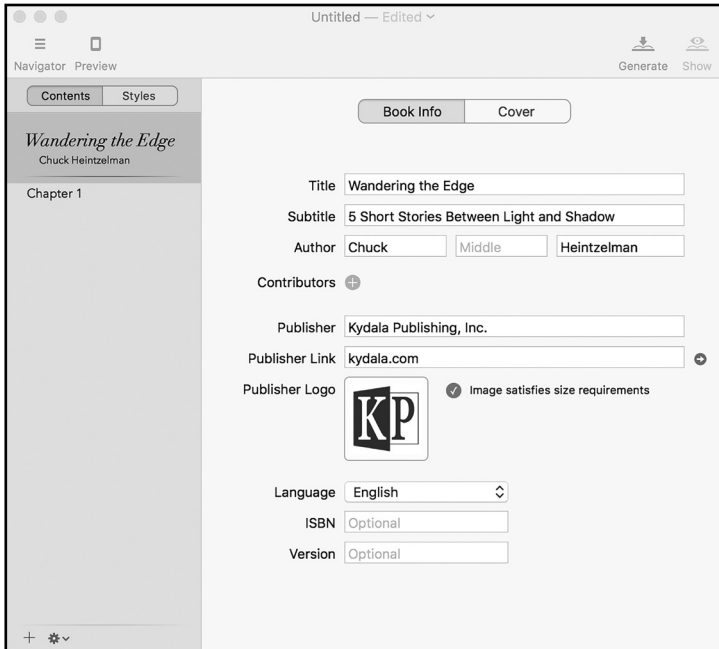 Untitled — Edited
Navigator Preview
Generate Show
Contents Styles
Wandering the Edge
Chuck Heintzelman
Chapter 1
Book Info Cover
Title Wandering the Edge
Subtitle 5 Short Stories Between Light and Shadow
Author Chuck Middle Heintzelman
Contributors
Publisher Kydala Publishing, Inc.
Publisher Link kydala.com
Publisher Logo KP Image satisfies size requirements
Language English
ISBN Optional
Version Optional